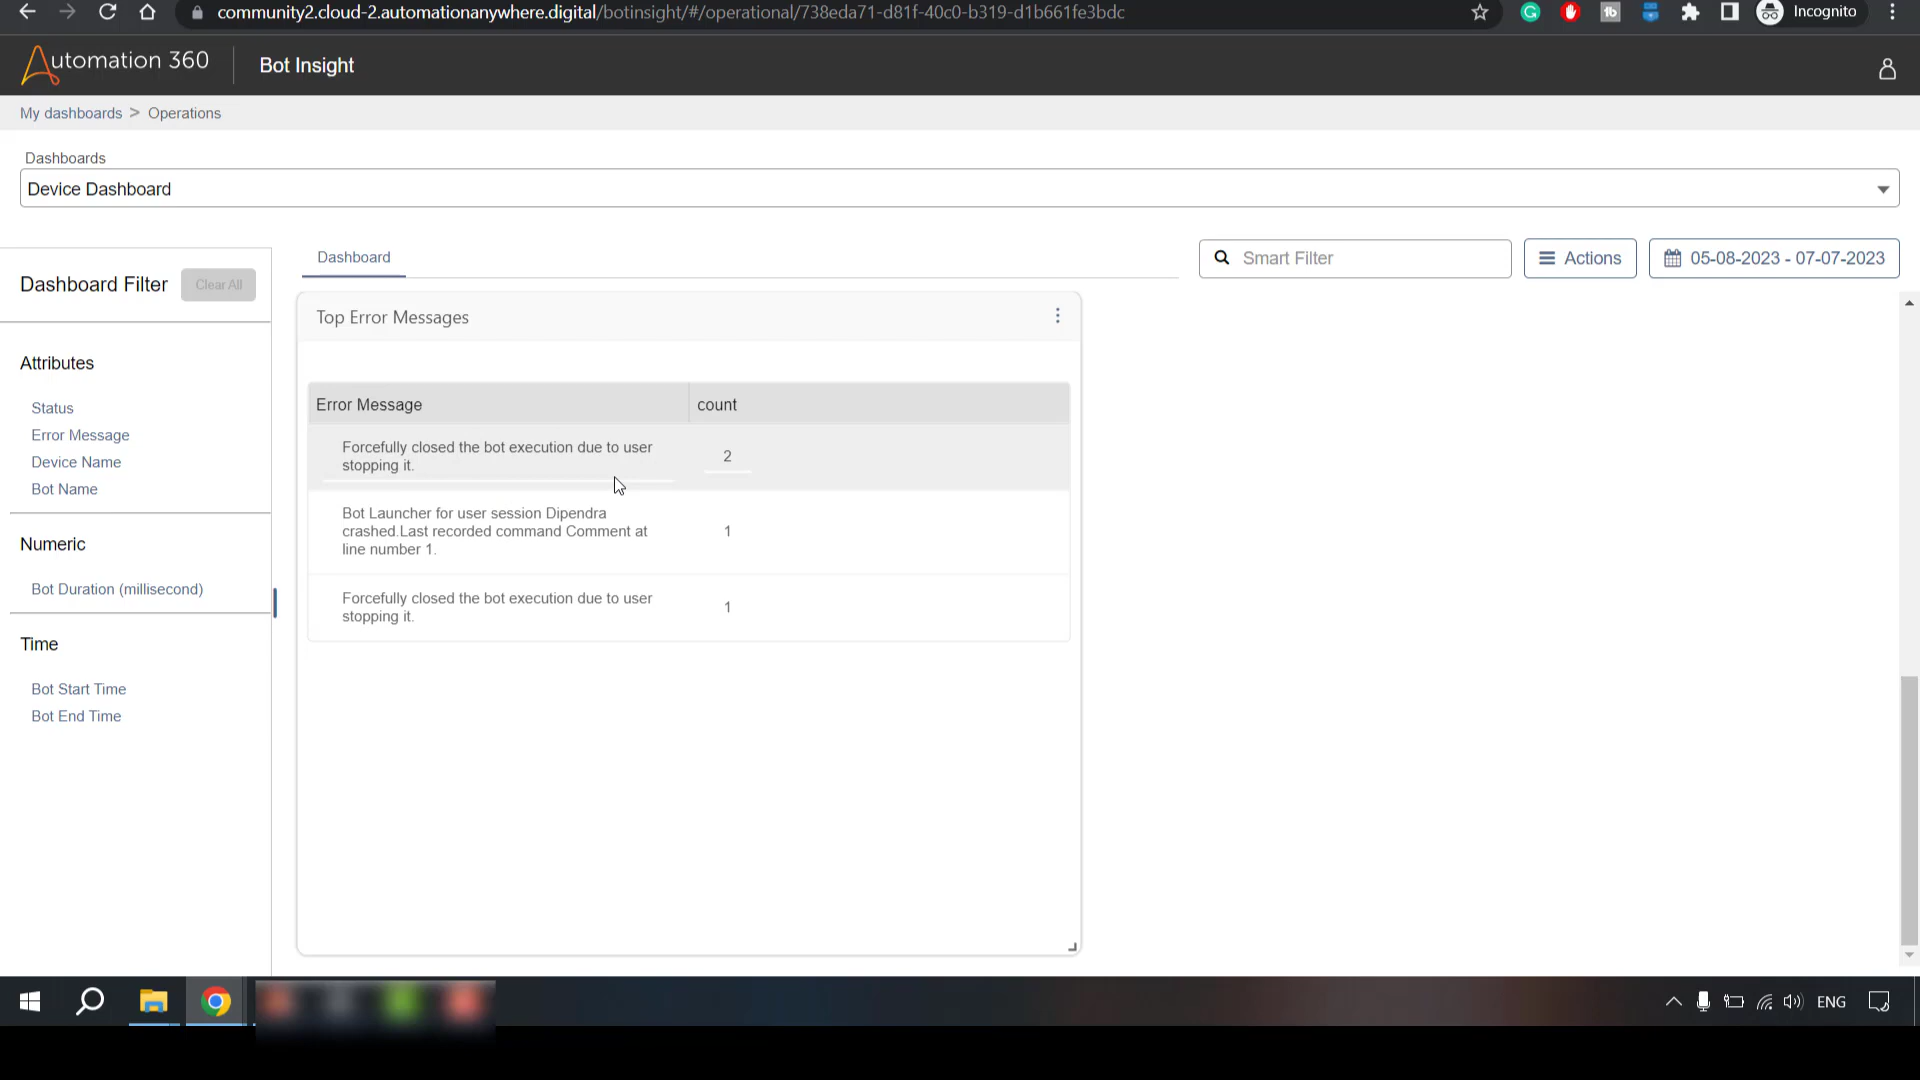 community2.cloud-2.automationanywhere.digital/botinsight/#/operational/738eda71-d81f-40c0-b319-d1b661fe3bdc
Incognito
Automation 360
Bot Insight
My dashboards > Operations
Dashboards
Device Dashboard
Dashboard Filter
Clear All
Dashboard
Smart Filter
Actions
05-08-2023 - 07-07-2023
Attributes
Status
Error Message
Device Name
Bot Name
Numeric
Bot Duration (millisecond)
Time
Bot Start Time
Bot End Time
Top Error Messages
Error Message
count
Forcefully closed the bot execution due to user
stopping it.
2
Bot Launcher for user session Dipendra
crashed.Last recorded command Comment at
line number 1.
1
Forcefully closed the bot execution due to user
stopping it.
1
ENG